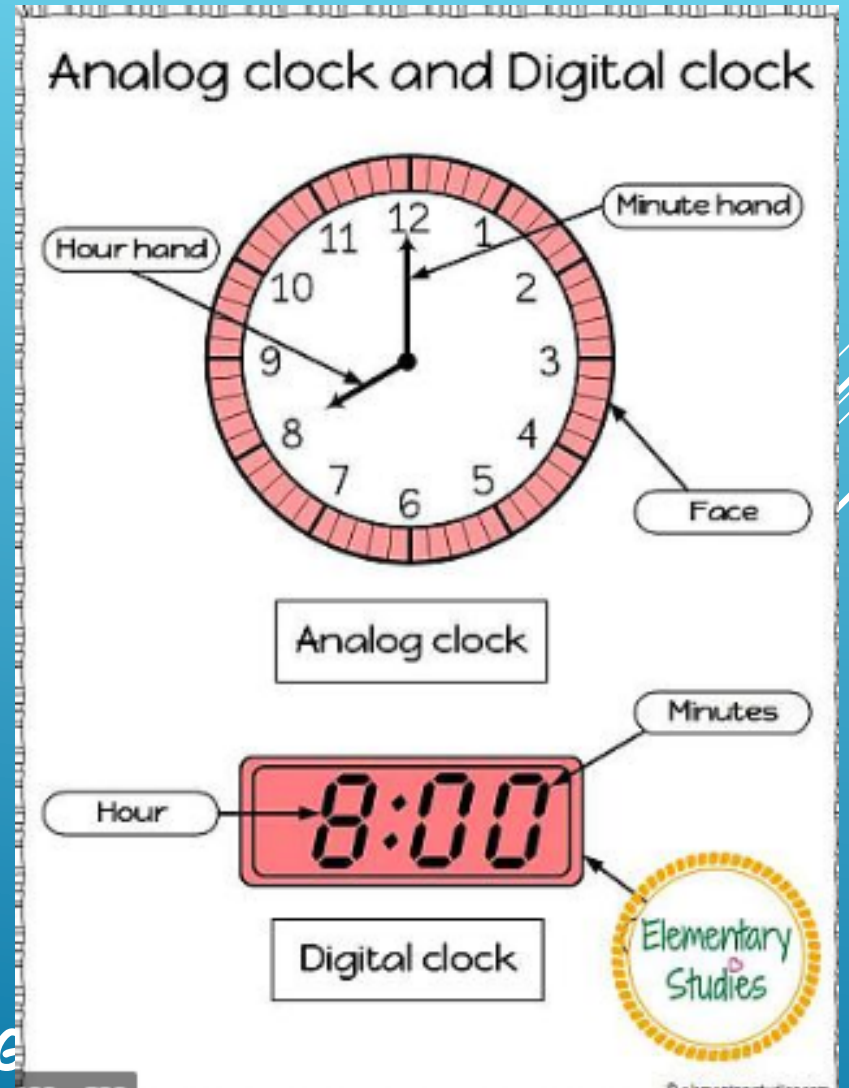 Analog clock and Digital clock
Minute hand
Hour hand
12
11
1
10
2
9
3
8
4
7
5
6
Face
Analog clock
Minutes
8:00
Hour
Elementary
Studies
Digital clock